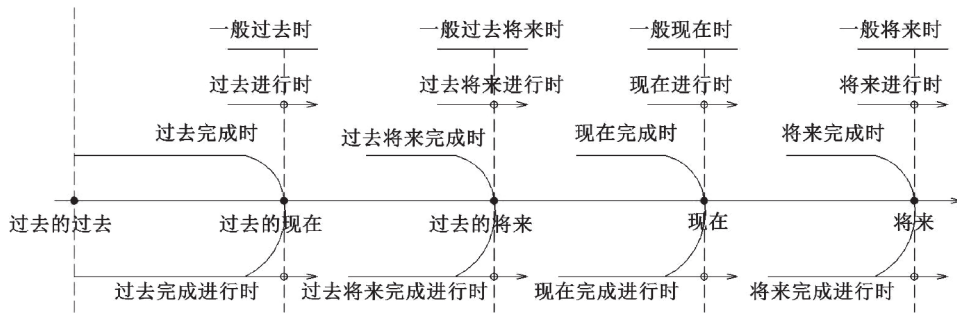 一般过去时 一般过去将来时 一般现在时 一般将来时
过去进行时 过去将来进行时 现在进行时 将来进行时
过去完成时 过去将来完成时 现在完成时 将来完成时
过去的过去 过去的现在 过去的将来 现在 将来
过去完成进行时 过去将来完成进行时 现在完成进行时 将来完成进行时